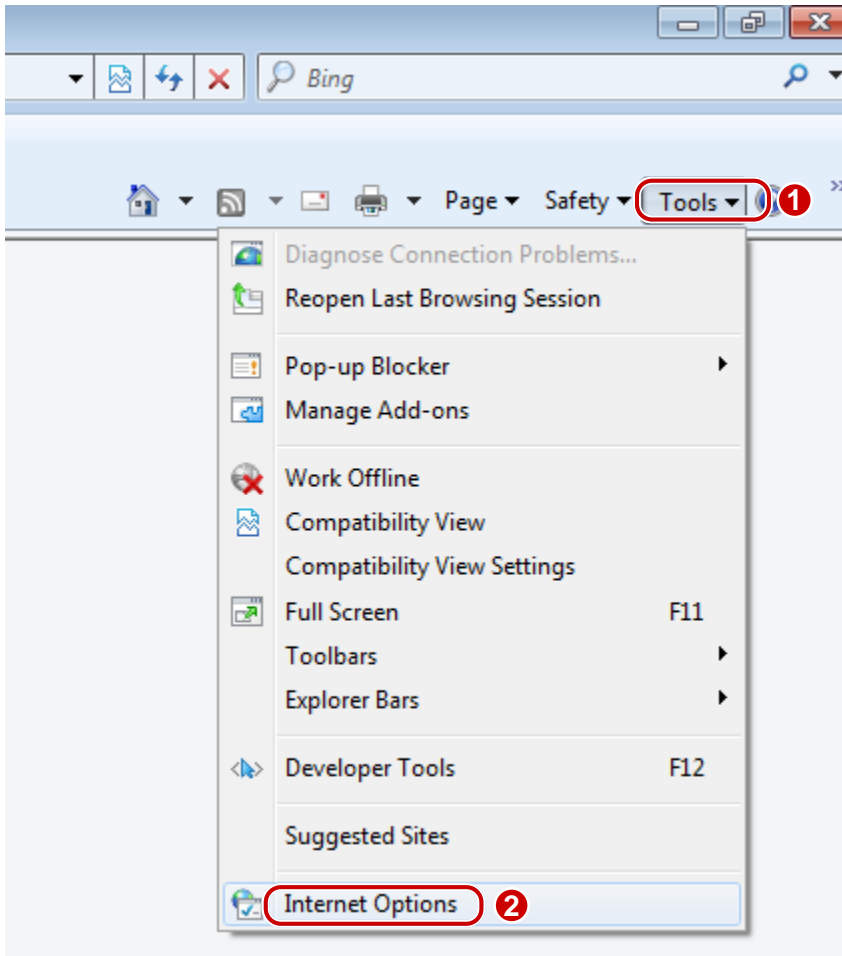 Bing
Page Safety Tools 1
Diagnose Connection Problems...
Reopen Last Browsing Session
Pop-up Blocker
Manage Add-ons
Work Offline
Compatibility View
Compatibility View Settings
Full Screen F11
Toolbars
Explorer Bars
Developer Tools F12
Suggested Sites
Internet Options 2